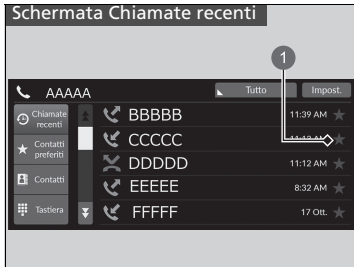 Schermata Chiamate recenti
1
AAAAA
Tutto
Impost.
Chiamate
recenti
BBBBB
11:39 AM
Contatti
preferiti
CCCCC
DDDDD
11:12 AM
Contatti
EEEEE
8:32 AM
Tastiera
FFFFF
17 Ott.